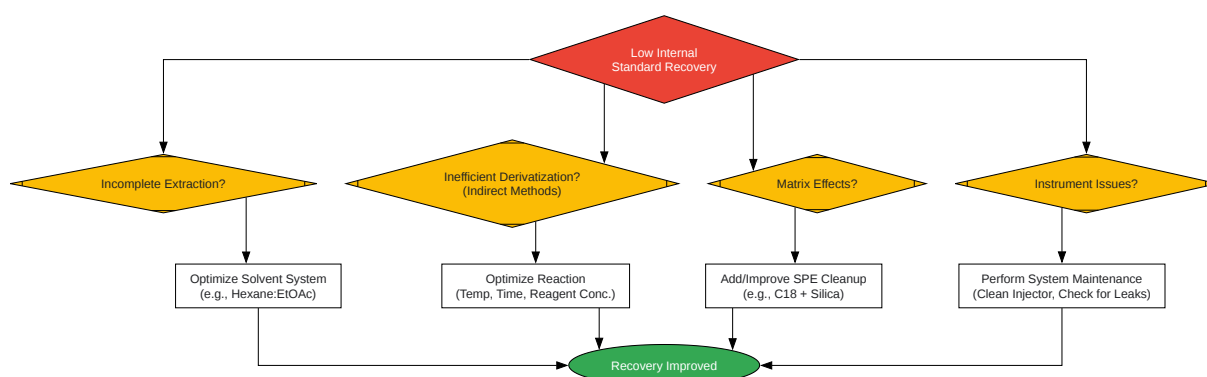 Low Internal
Standard Recovery
Incomplete Extraction?
Inefficient Derivatization?
(Indirect Methods)
Matrix Effects?
Instrument Issues?
Optimize Solvent System
(e.g., Hexane:EtOAc)
Optimize Reaction
(Temp, Time, Reagent Conc.)
Add/Improve SPE Cleanup
(e.g., C18 + Silica)
Perform System Maintenance
(Clean Injector, Check for Leaks)
Recovery Improved